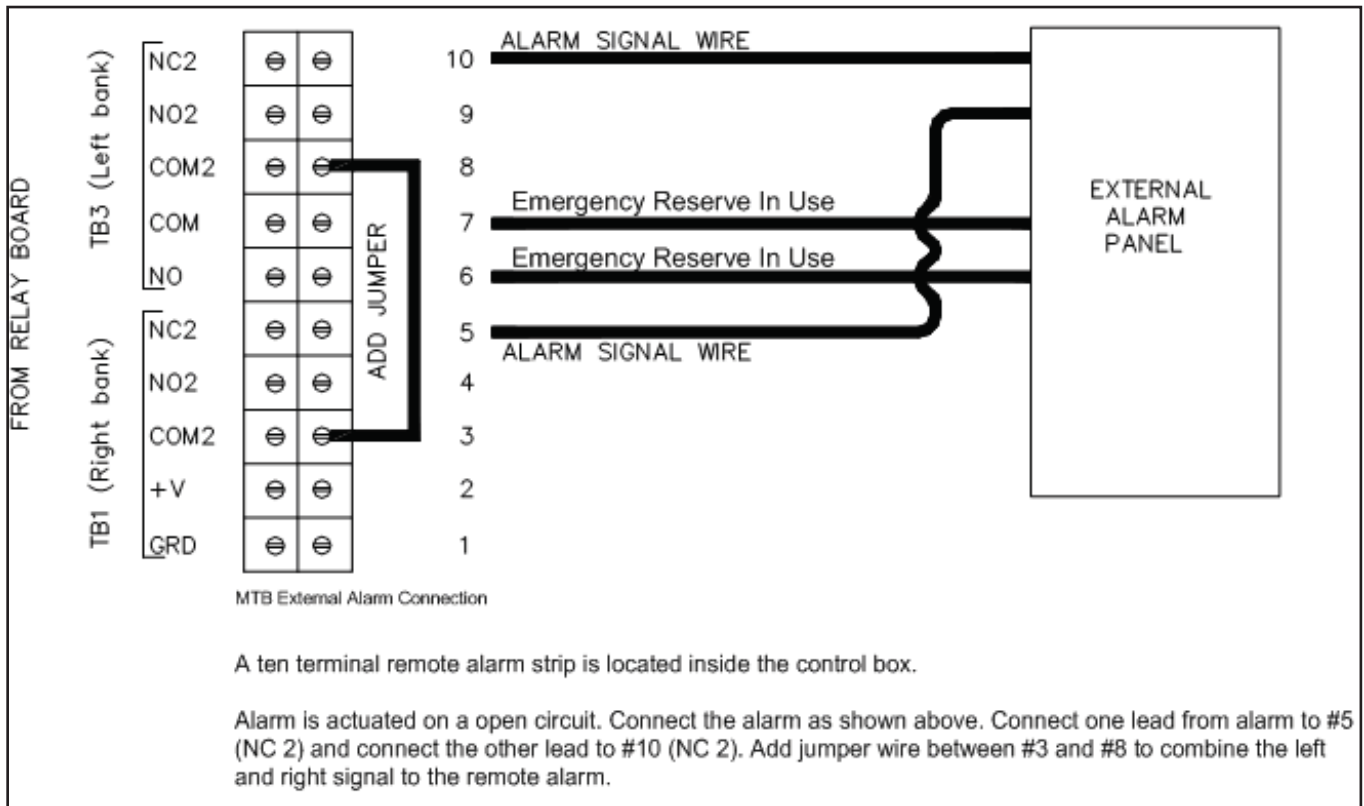 FROM RELAY BOARD
TB3 (Left bank)
TB1 (Right bank)
NC2
NO2
COM2
COM
NO
NC2
NO2
COM2
+V
GRD
ADD JUMPER
10
9
8
7
6
5
4
3
2
1
ALARM SIGNAL WIRE
Emergency Reserve In Use
Emergency Reserve In Use
ALARM SIGNAL WIRE
EXTERNAL
ALARM
PANEL
MTB External Alarm Connection
A ten terminal remote alarm strip is located inside the control box.
Alarm is actuated on a open circuit. Connect the alarm as shown above. Connect one lead from alarm to #5
(NC 2) and connect the other lead to #10 (NC 2). Add jumper wire between #3 and #8 to combine the left
and right signal to the remote alarm.